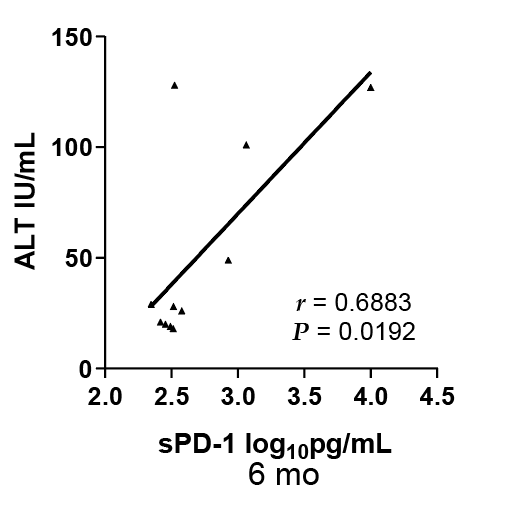 150
100
50
0
ALT IU/mL
r = 0.6883
P = 0.0192
2.0 2.5 3.0 3.5 4.0 4.5
sPD-1 log₁₀pg/mL
6 mo